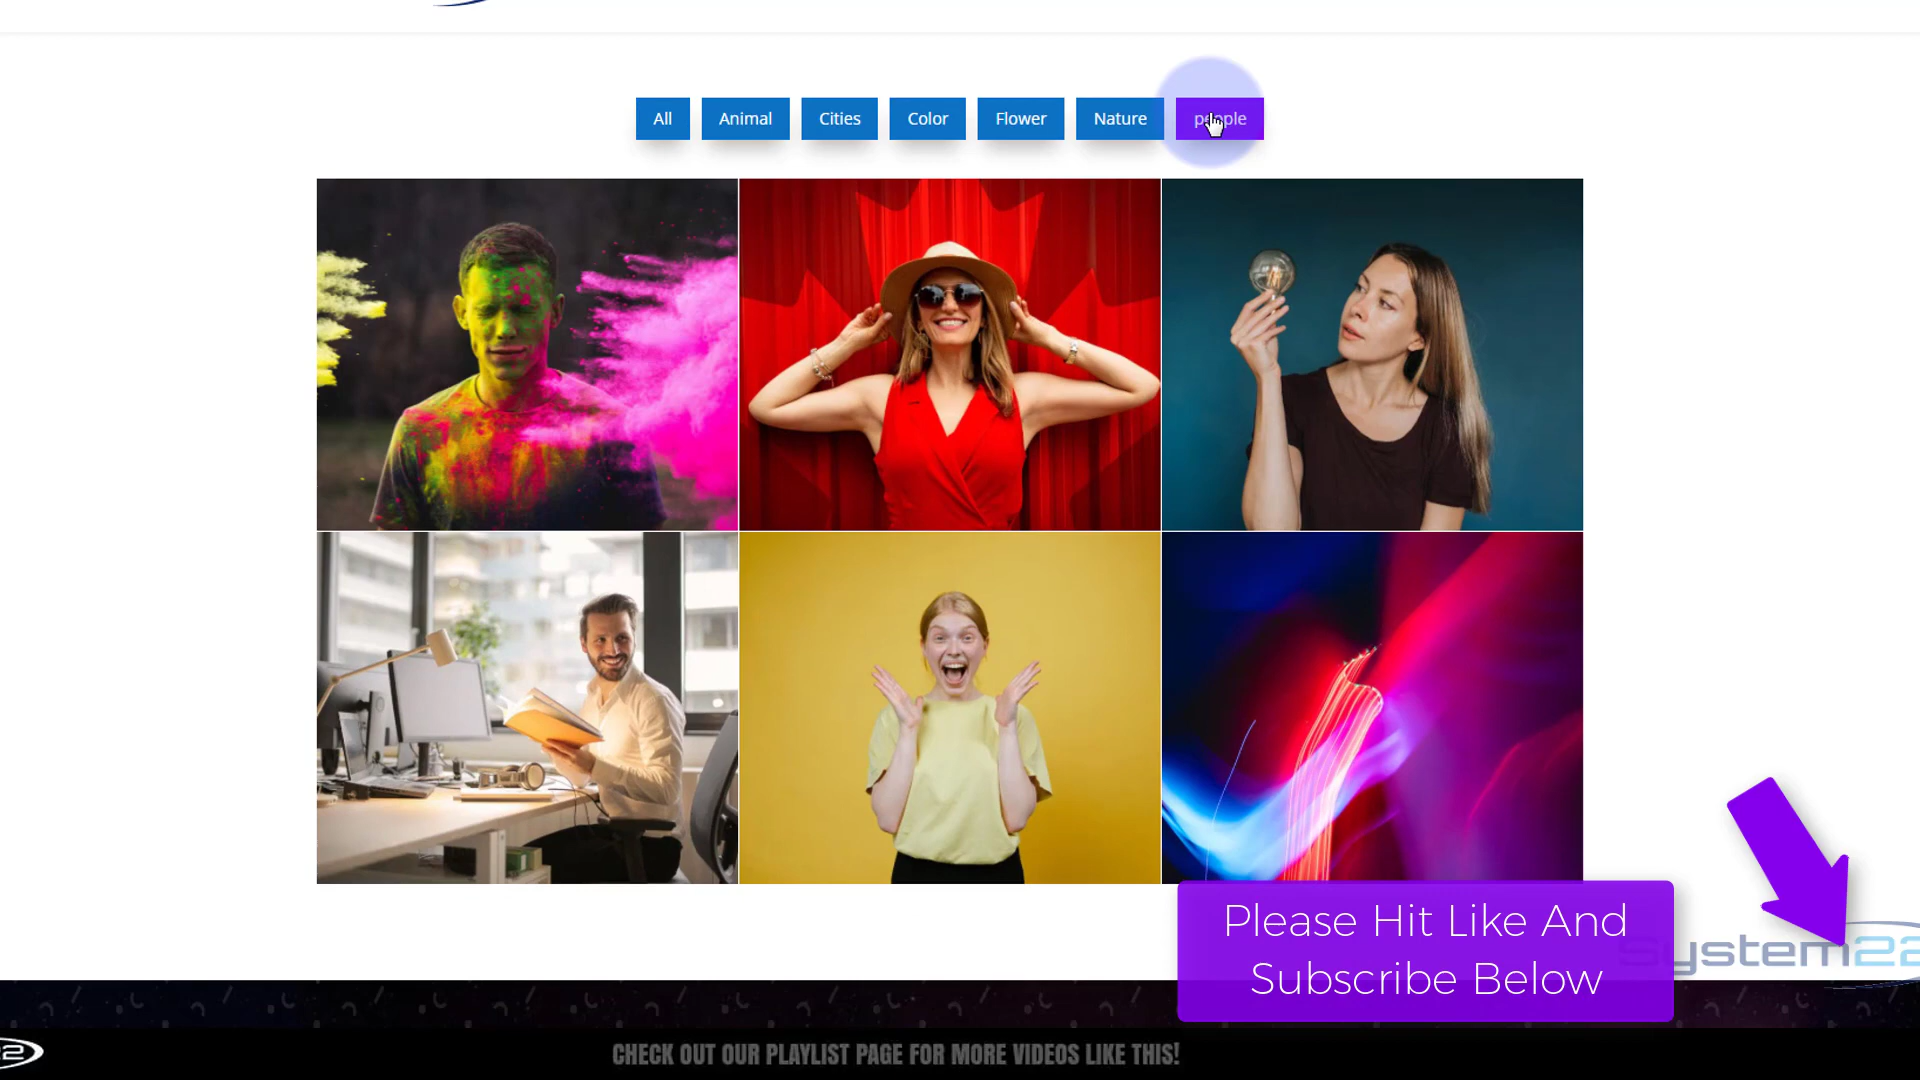 All
Animal
Cities
Color
Flower
Nature
people
Please Hit Like And
Subscribe Below
system22
CHECK OUT OUR PLAYLIST PAGE FOR MORE VIDEOS LIKE THIS!